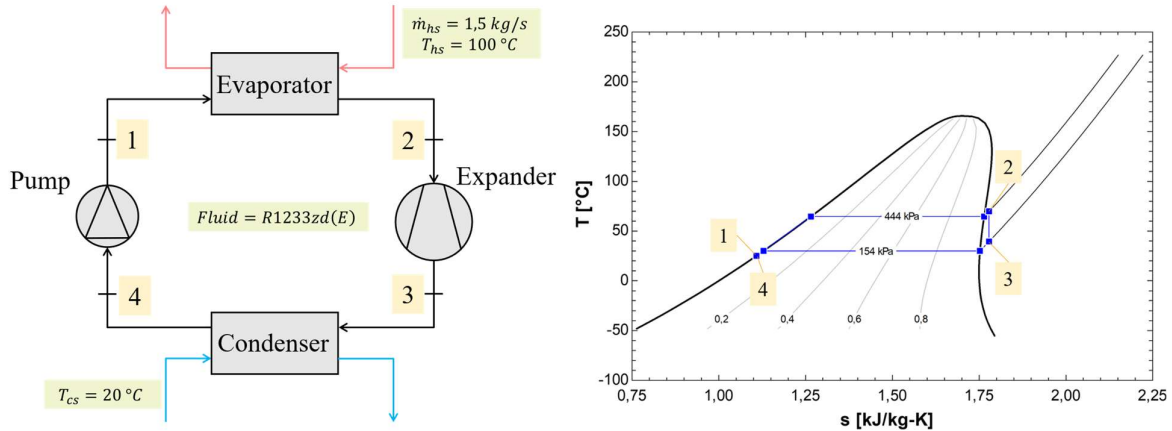 ṁhs = 1,5 kg/s
Ths = 100 °C
Evaporator
1
2
Pump
Expander
Fluid = R1233zd(E)
4
3
Condenser
Tcs = 20 °C
250
200
150
100
50
0
-50
-100
T [°C]
2
444 kPa
1
154 kPa
4
3
0,2
0,4
0,6
0,8
0,75
1,00
1,25
1,50
1,75
2,00
2,25
s [kJ/kg-K]